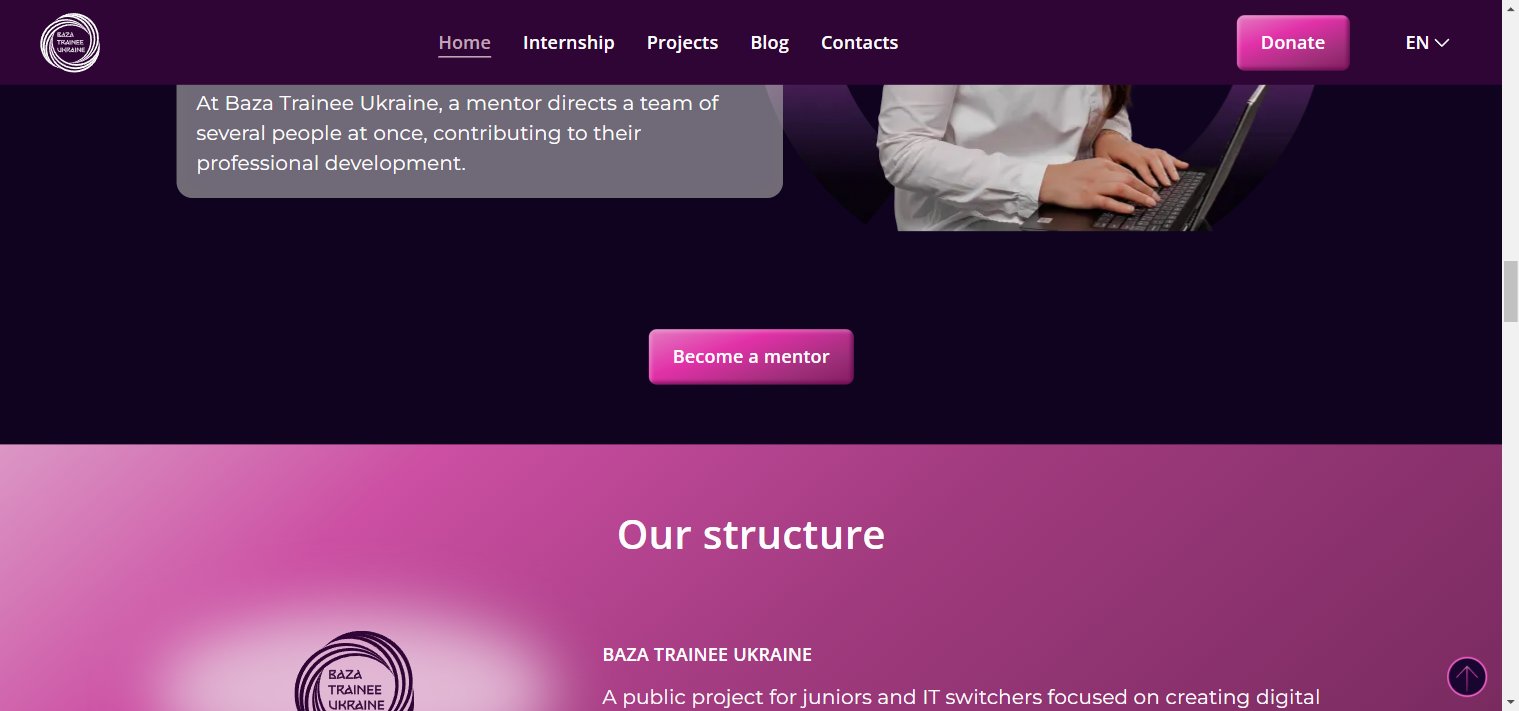 BAZA
TRAINEE
UKRAINE
Home
Internship
Projects
Blog
Contacts
Donate
EN
At Baza Trainee Ukraine, a mentor directs a team of
several people at once, contributing to their
professional development.
Become a mentor
Our structure
BAZA
TRAINEE
UKRAINE
BAZA TRAINEE UKRAINE
A public project for juniors and IT switchers focused on creating digital